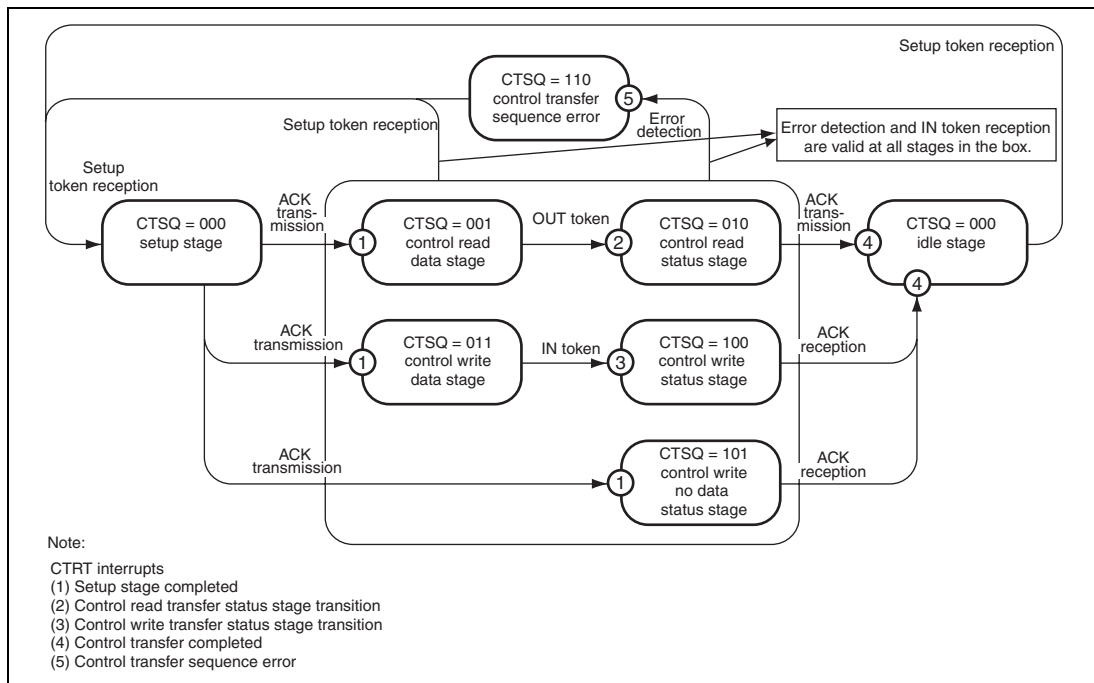 Setup token reception
CTSQ = 110
control transfer
sequence error
5
Setup token reception
Error
detection
Error detection and IN token reception
are valid at all stages in the box.
Setup
token reception
CTSQ = 000
setup stage
ACK
trans-
mission
1
CTSQ = 001
control read
data stage
OUT token
2
CTSQ = 010
control read
status stage
ACK
trans-
mission
4
CTSQ = 000
idle stage
4
ACK
transmission
1
CTSQ = 011
control write
data stage
IN token
3
CTSQ = 100
control write
status stage
ACK
reception
ACK
transmission
1
CTSQ = 101
control write
no data
status stage
ACK
reception
Note:
CTRT interrupts
(1) Setup stage completed
(2) Control read transfer status stage transition
(3) Control write transfer status stage transition
(4) Control transfer completed
(5) Control transfer sequence error